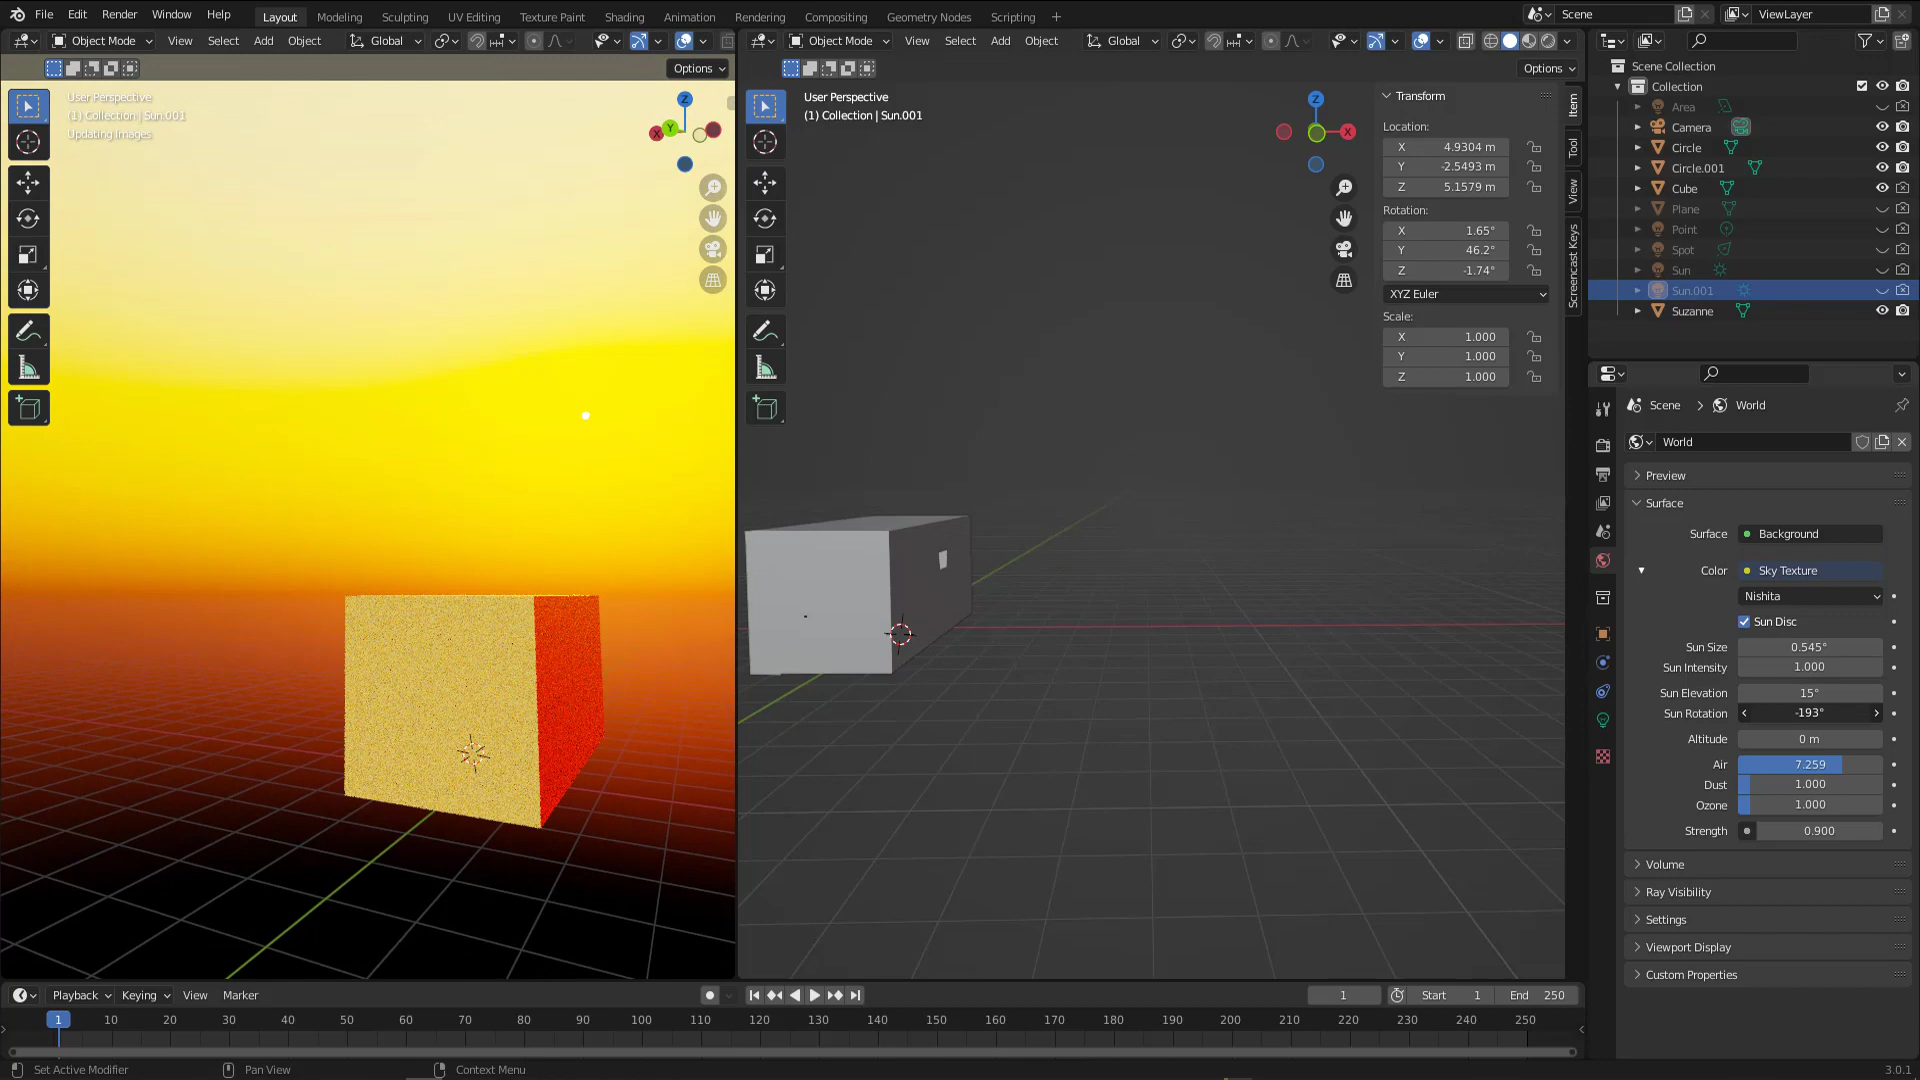 File Edit Render Window Help Layout Modeling Sculpting UV Editing Texture Paint Shading Animation Rendering Compositing Geometry Nodes Scripting + Scene ViewLayer
Object Mode View Select Add Object Global Object Mode View Select Add Object Global
Options Options
User Perspective
(1) Collection | Sun.001
Updating Images
Z
Y
X
User Perspective
(1) Collection | Sun.001
Z
X
Transform
Location:
X 4.9304 m
Y -2.5493 m
Z 5.1579 m
Rotation:
X 1.65°
Y 46.2°
Z -1.74°
XYZ Euler
Scale:
X 1.000
Y 1.000
Z 1.000
Item
Tool
View
Screencast Keys
Scene Collection
Collection
Area
Camera
Circle
Circle.001
Cube
Plane
Point
Spot
Sun
Sun.001
Suzanne
Scene > World
World
Preview
Surface
Surface Background
Color Sky Texture
Nishita
Sun Disc
Sun Size 0.545°
Sun Intensity 1.000
Sun Elevation 15°
Sun Rotation -193°
Altitude 0 m
Air 7.259
Dust 1.000
Ozone 1.000
Strength 0.900
Volume
Ray Visibility
Settings
Viewport Display
Custom Properties
Playback Keying View Marker 1 Start 1 End 250
1 10 20 30 40 50 60 70 80 90 100 110 120 130 140 150 160 170 180 190 200 210 220 230 240 250
Set Active Modifier Pan View Context Menu 3.0.1